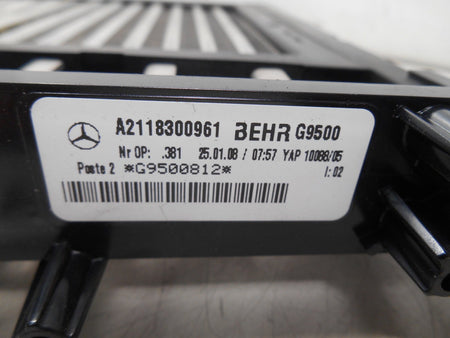 A2118300961 BEHR G9500
Nr OP: .381 25.01.08 / 07:57 YAP 10088/05
Poste 2 *G9500812* I: 02